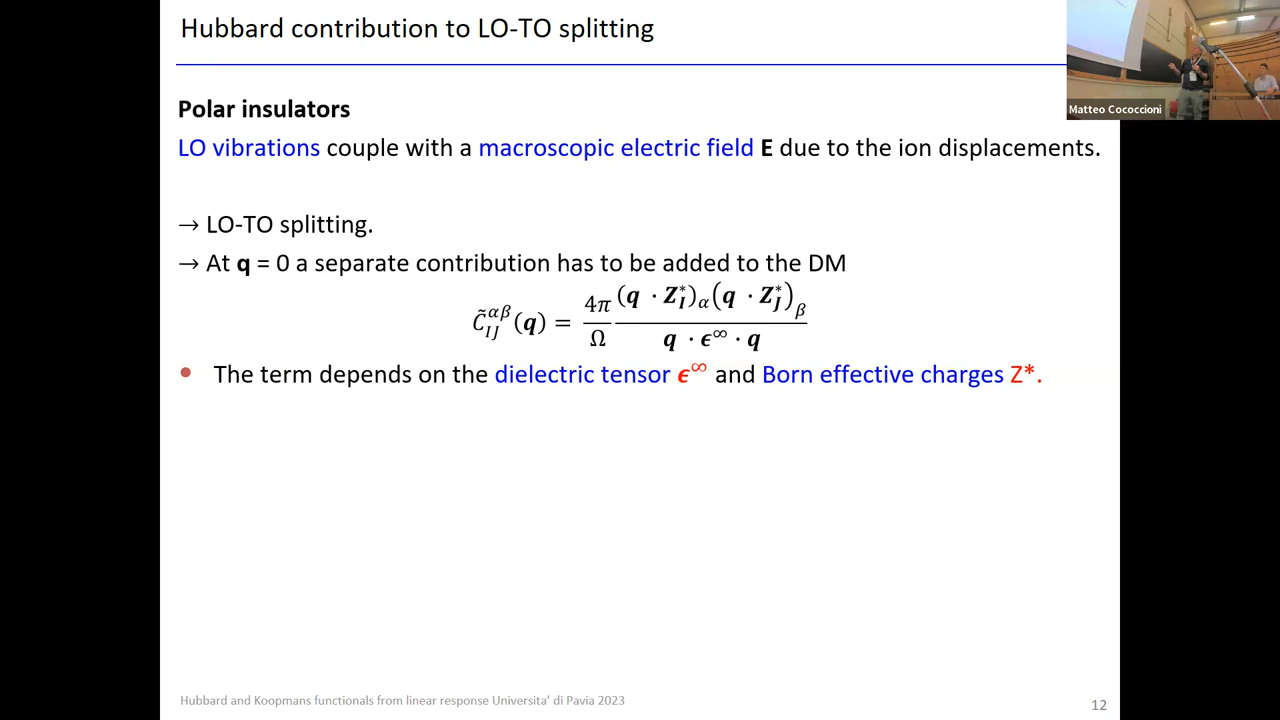 Hubbard contribution to LO-TO splitting
Matteo Cococcioni
Polar insulators
LO vibrations couple with a macroscopic electric field E due to the ion displacements.
→ LO-TO splitting.
→ At q = 0 a separate contribution has to be added to the DM
C̃_{IJ}^{αβ}(q) = 4π/Ω (q · Z_I^*)_α (q · Z_J^*)_β / q · ϵ^∞ · q
• The term depends on the dielectric tensor ϵ^∞ and Born effective charges Z*.
Hubbard and Koopmans functionals from linear response Universita' di Pavia 2023
12